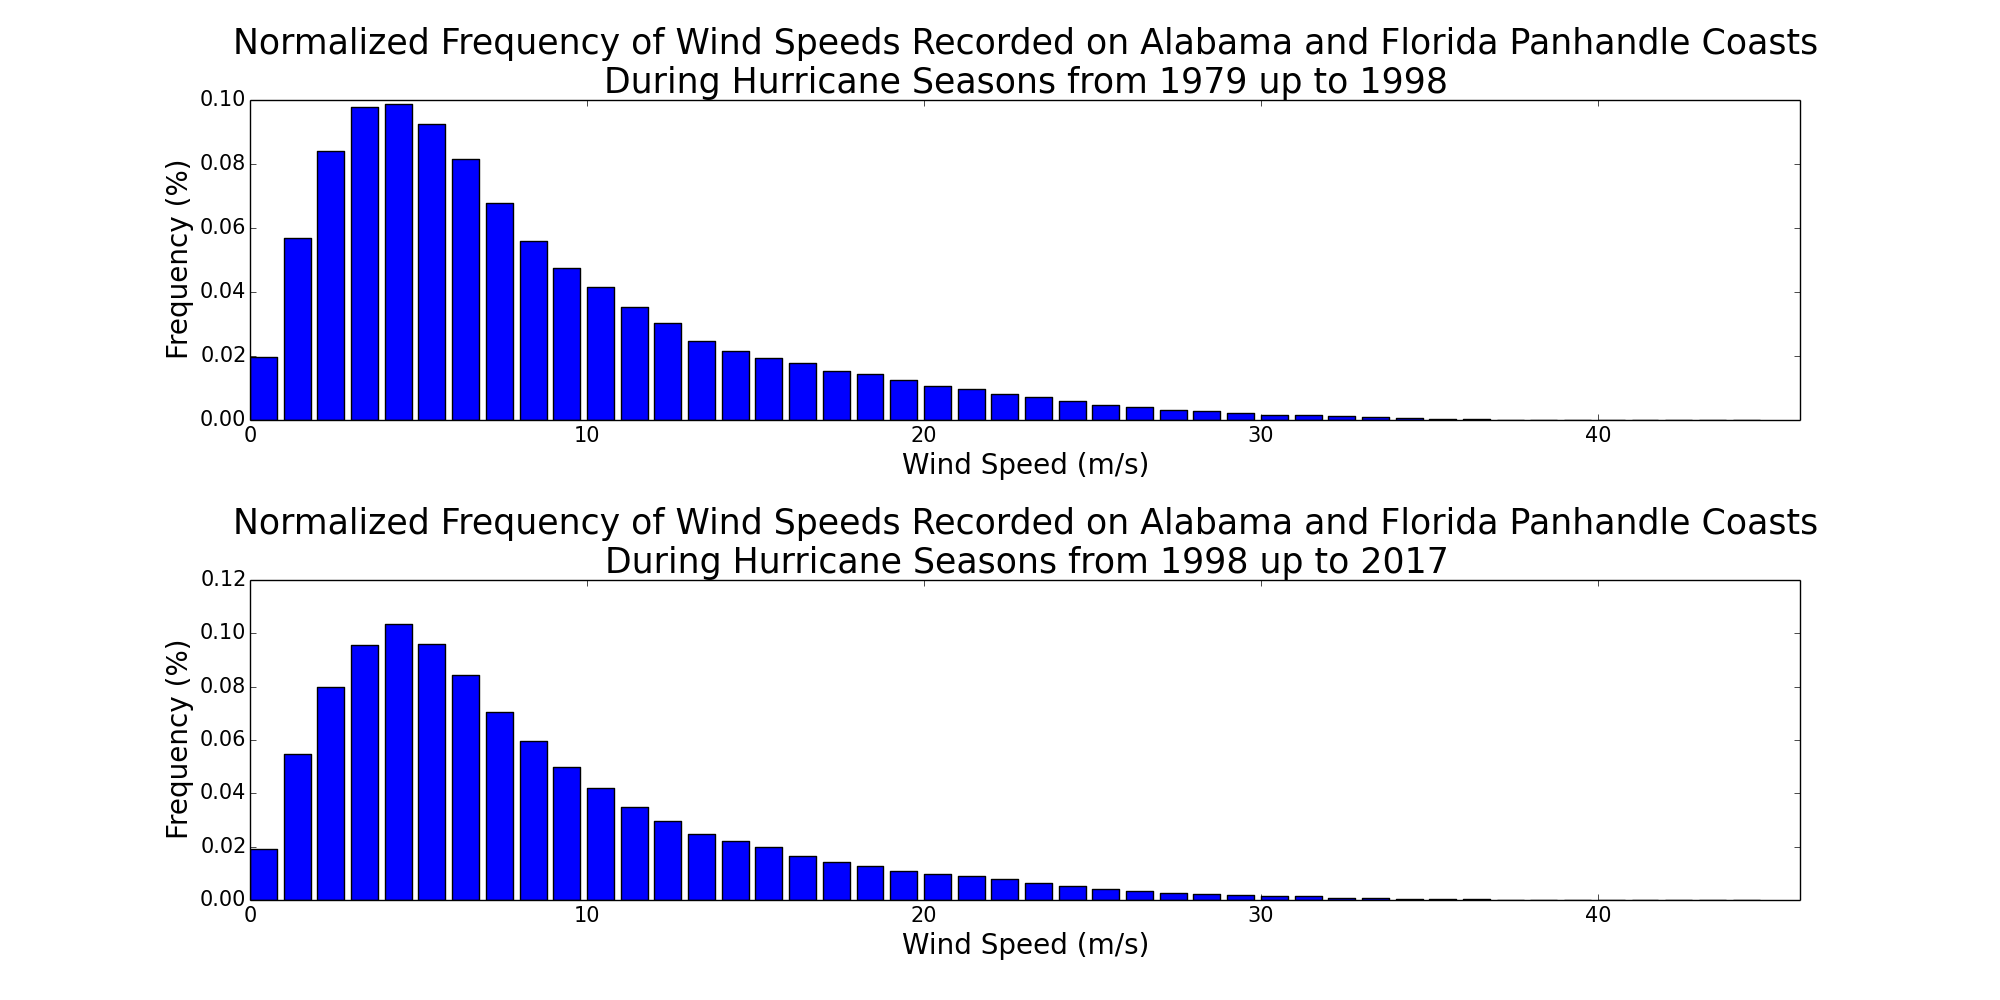 Normalized Frequency of Wind Speeds Recorded on Alabama and Florida Panhandle Coasts
During Hurricane Seasons from 1979 up to 1998
0.10
0.08
0.06
0.04
0.02
0.00
Frequency (%)
0 10 20 30 40
Wind Speed (m/s)
Normalized Frequency of Wind Speeds Recorded on Alabama and Florida Panhandle Coasts
During Hurricane Seasons from 1998 up to 2017
0.12
0.10
0.08
0.06
0.04
0.02
0.00
Frequency (%)
0 10 20 30 40
Wind Speed (m/s)